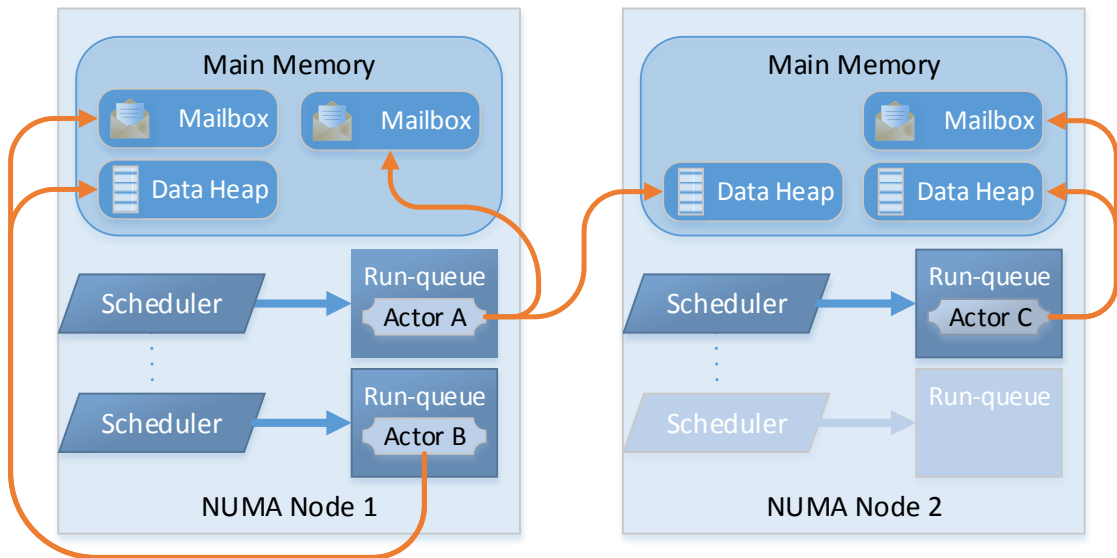 Main Memory
Mailbox
Mailbox
Data Heap
Scheduler
Run-queue
Actor A
Scheduler
Run-queue
Actor B
NUMA Node 1
Main Memory
Mailbox
Data Heap
Data Heap
Scheduler
Run-queue
Actor C
Scheduler
Run-queue
NUMA Node 2